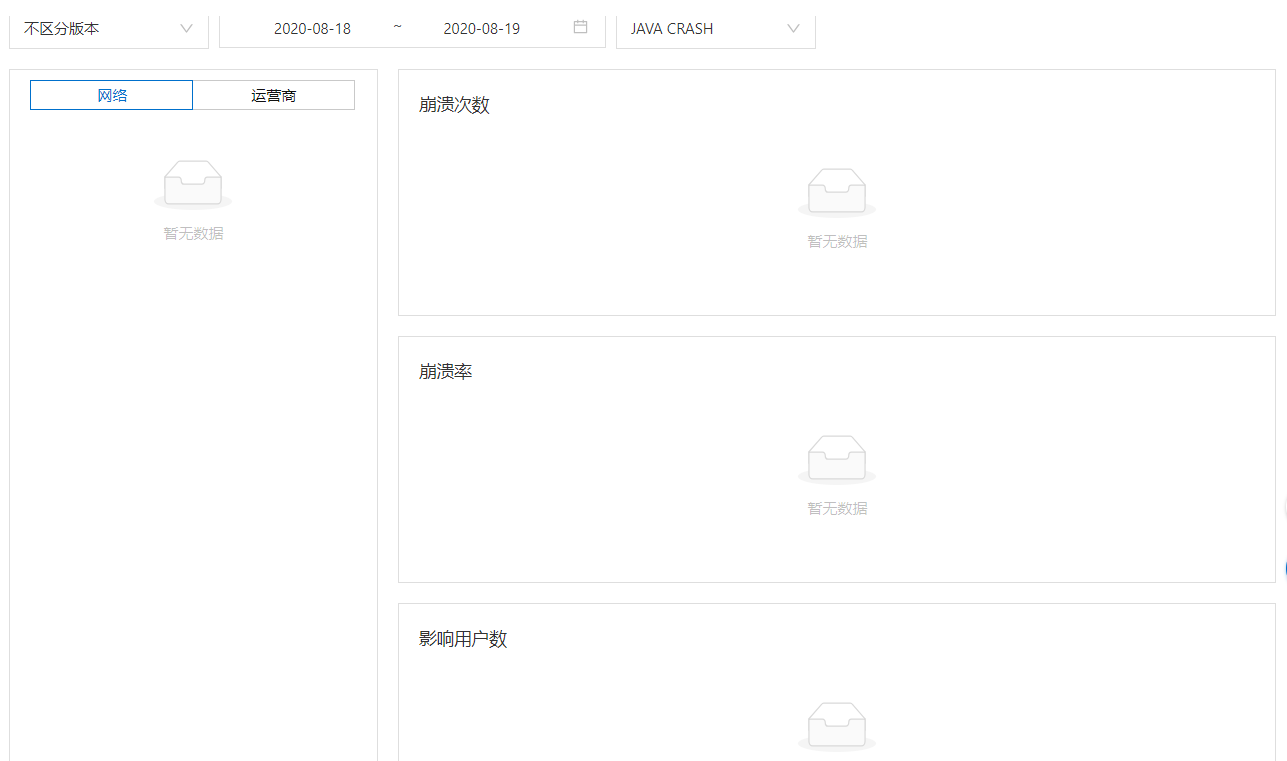 不区分版本
2020-08-18 ~ 2020-08-19
JAVA CRASH
网络
运营商
暂无数据
崩溃次数
暂无数据
崩溃率
暂无数据
影响用户数